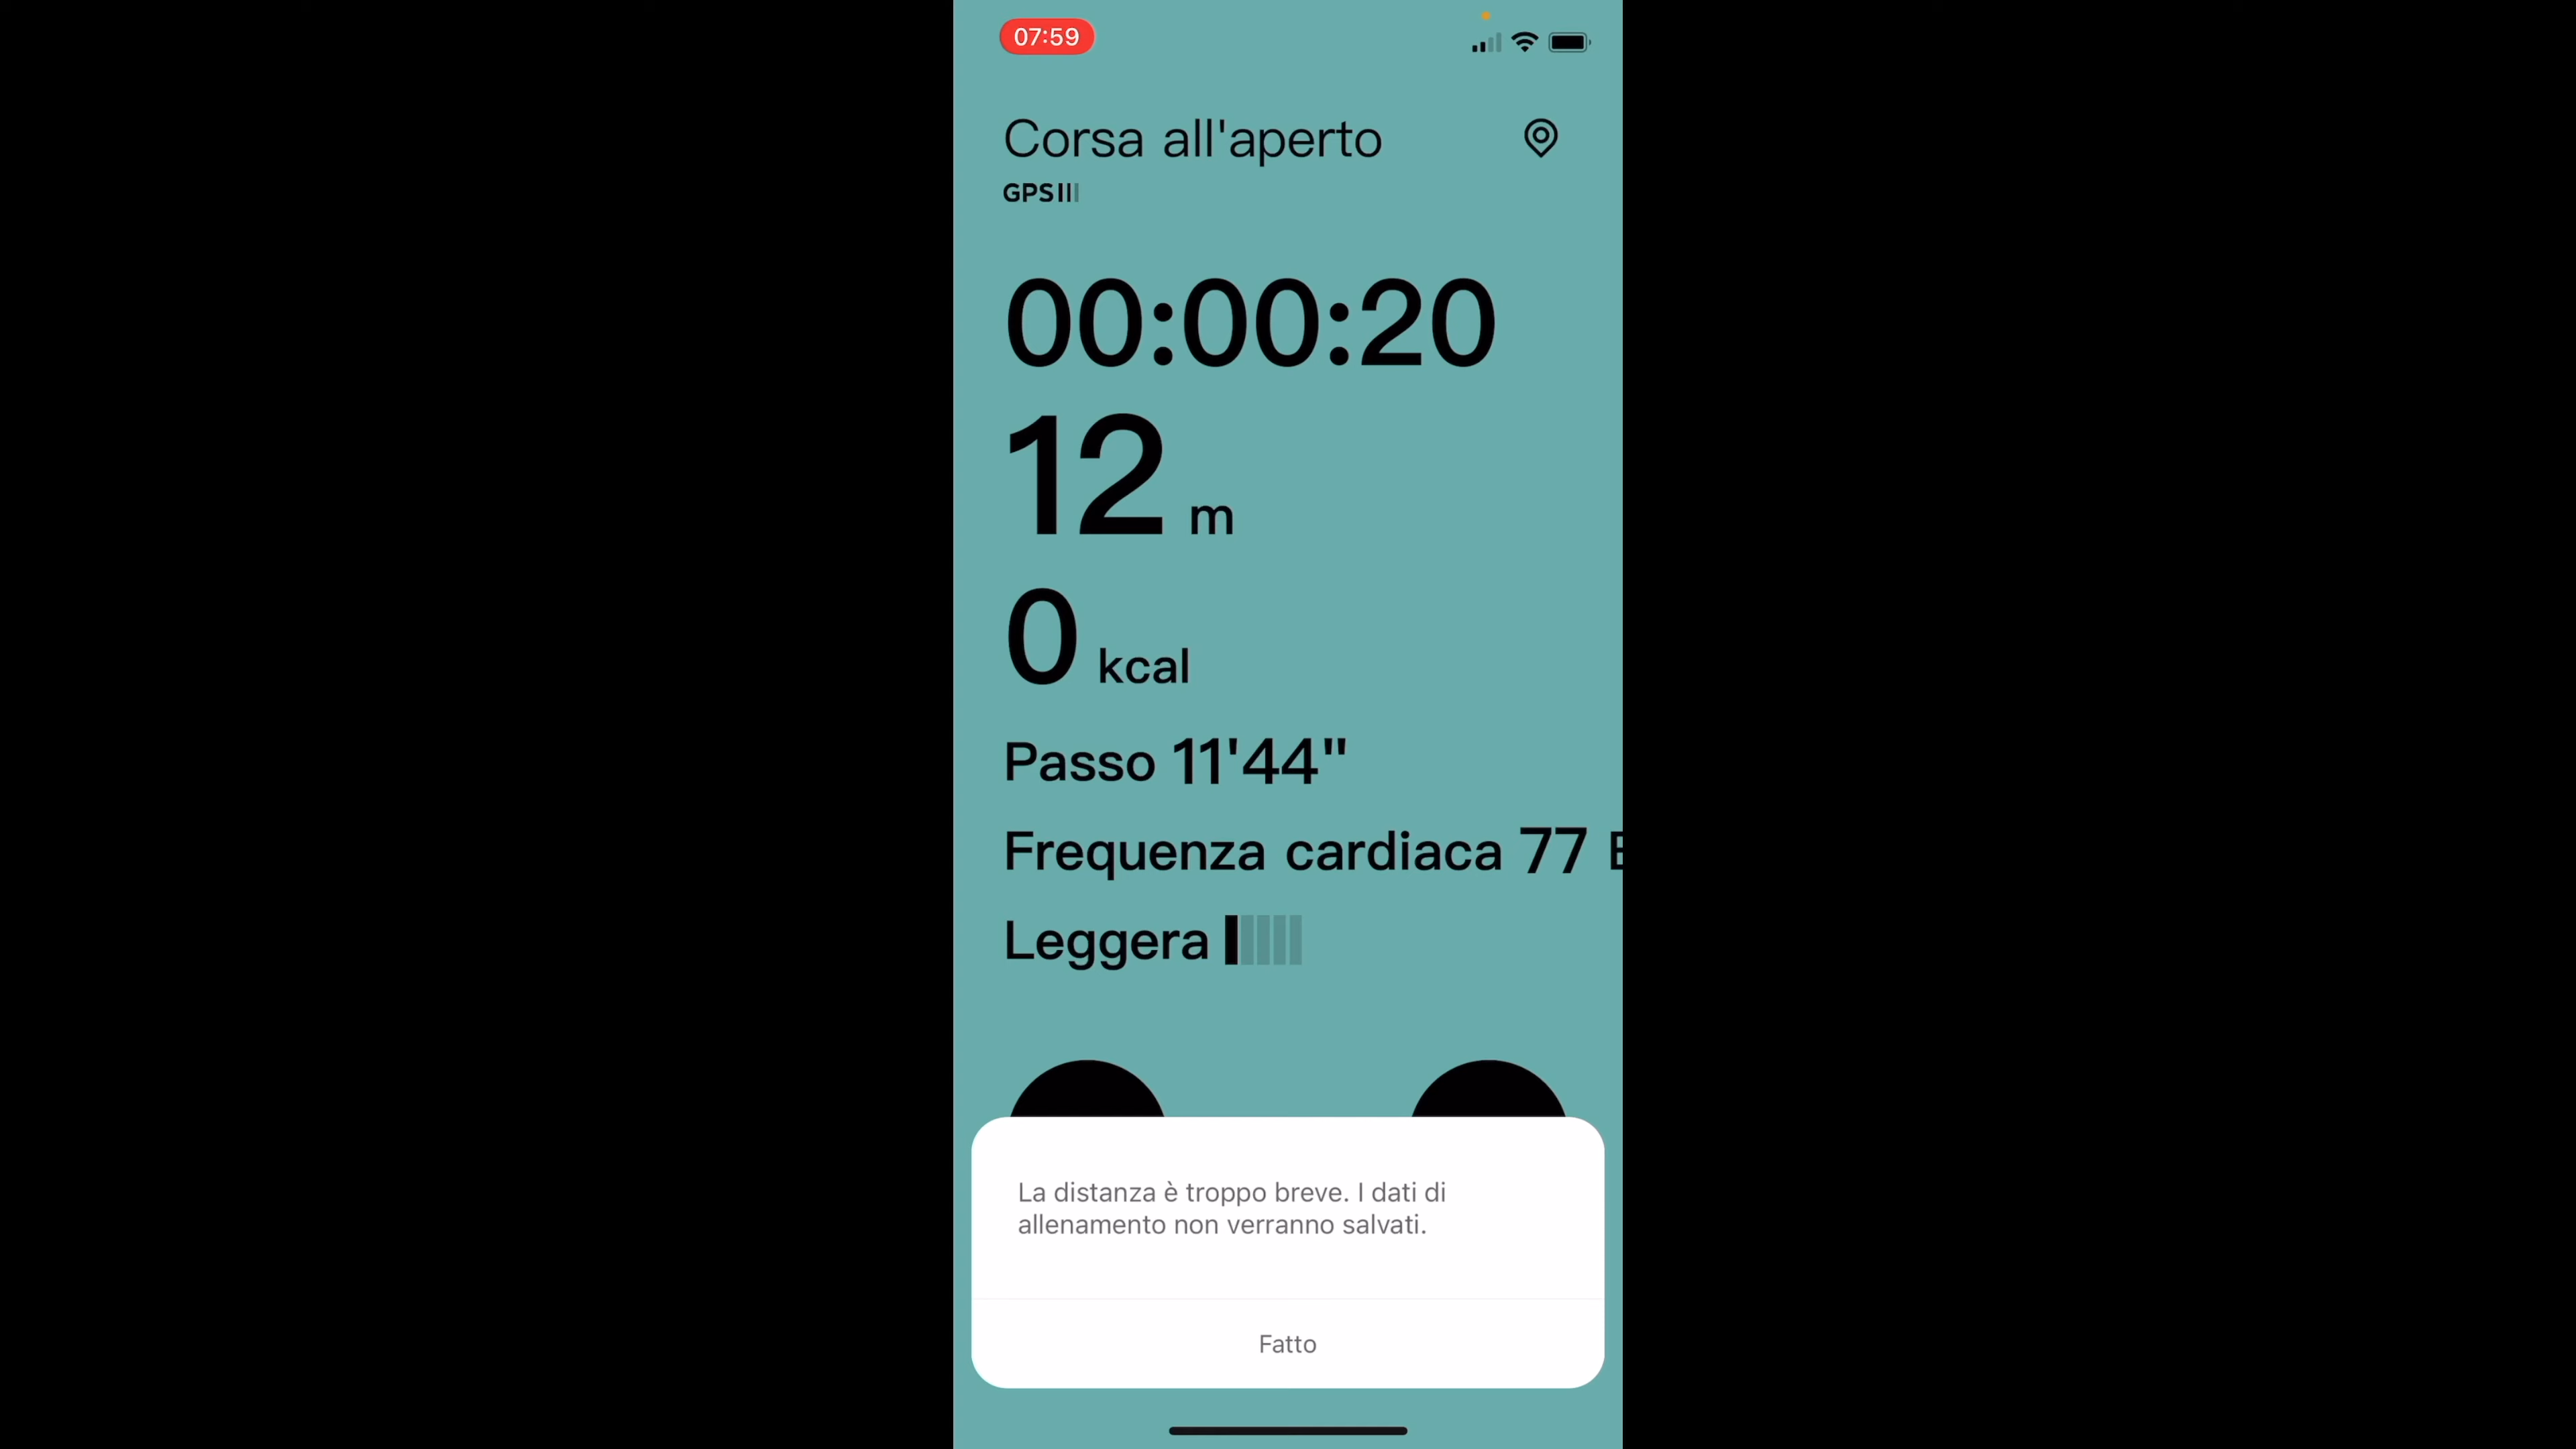 07:59
Corsa all'aperto
GPS
00:00:20
12 m
0 kcal
Passo 11'44"
Frequenza cardiaca 77
Leggera
La distanza è troppo breve. I dati di
allenamento non verranno salvati.
Fatto